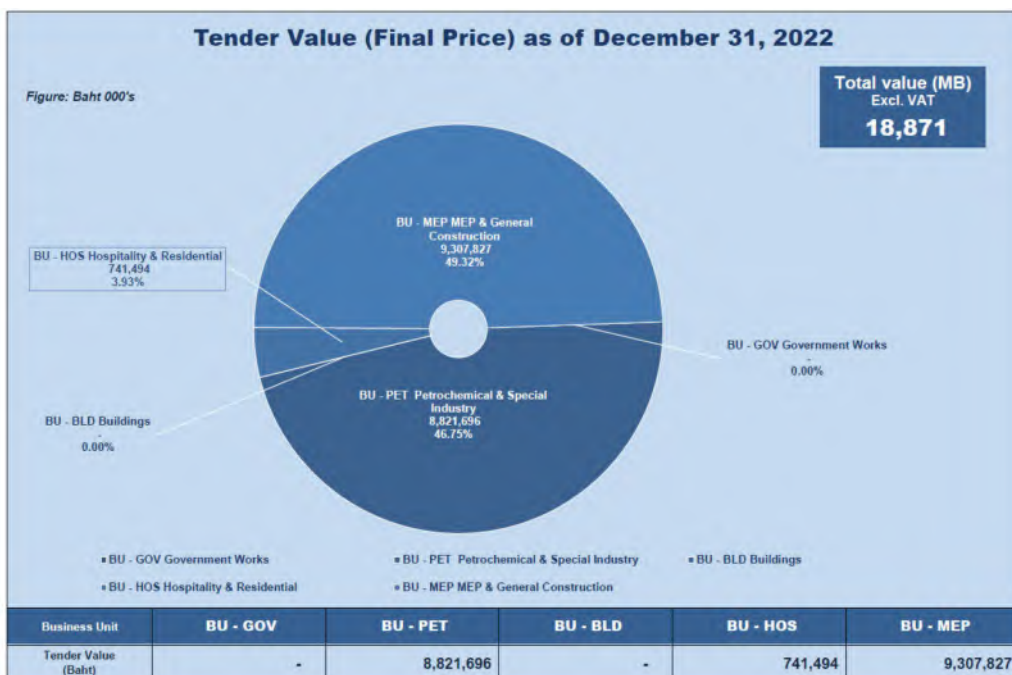 Tender Value (Final Price) as of December 31, 2022
Figure: Baht 000's
Total value (MB)
Excl. VAT
18,871
BU - MEP MEP & General
Construction
9,307,827
49.32%
BU - HOS Hospitality & Residential
741,494
3.93%
BU - GOV Government Works
-
0.00%
BU - PET  Petrochemical & Special
Industry
8,821,696
46.75%
BU - BLD Buildings
-
0.00%
BU - GOV Government Works
BU - PET  Petrochemical & Special Industry
BU - BLD Buildings
BU - HOS Hospitality & Residential
BU - MEP MEP & General Construction
Business Unit BU - GOV BU - PET BU - BLD BU - HOS BU - MEP
Tender Value
(Baht) - 8,821,696 - 741,494 9,307,827